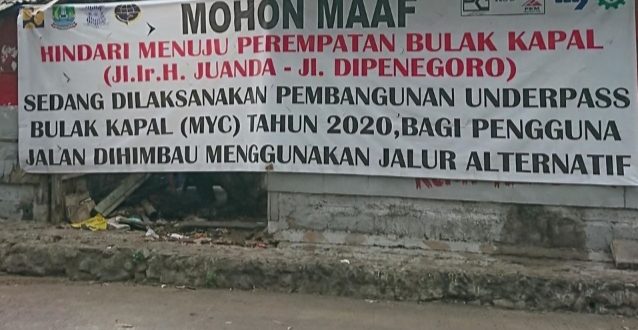 MOHON MAAF
HINDARI MENUJU PEREMPATAN BULAK KAPAL
(Jl.Ir.H. JUANDA - Jl. DIPENEGORO)
SEDANG DILAKSANAKAN PEMBANGUNAN UNDERPASS
BULAK KAPAL (MYC) TAHUN 2020,BAGI PENGGUNA
JALAN DIHIMBAU MENGGUNAKAN JALUR ALTERNATIF